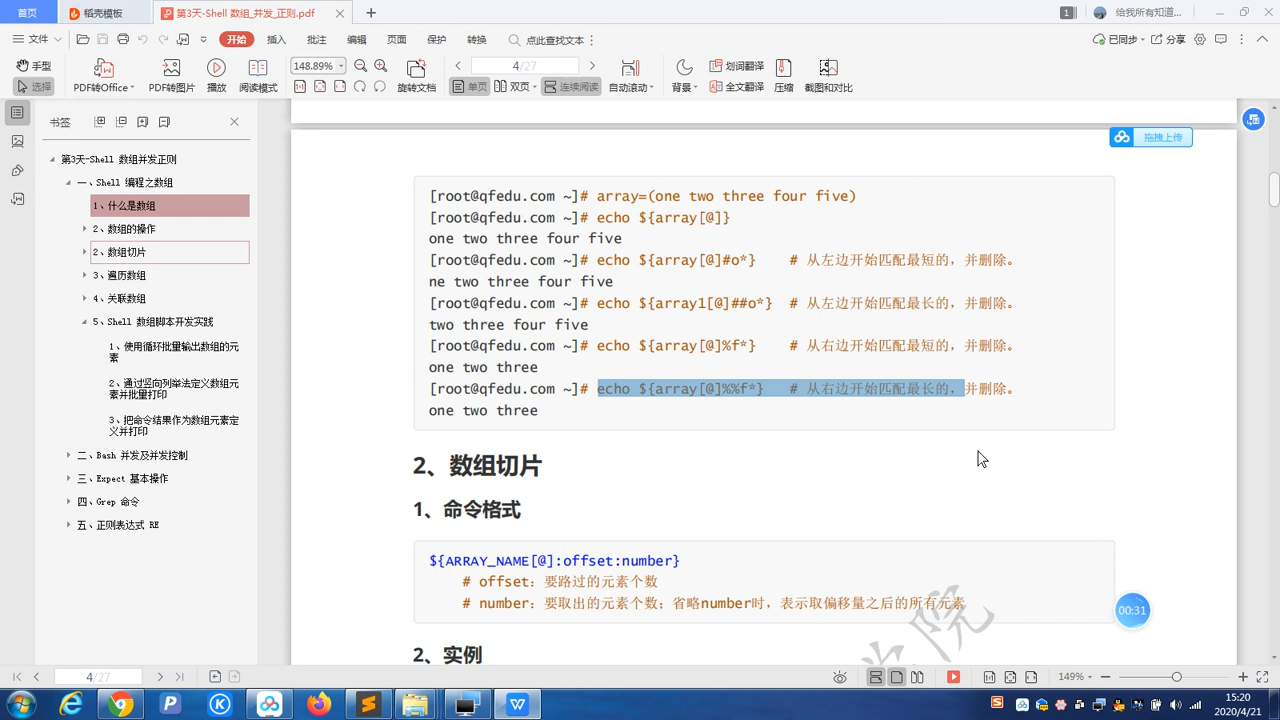 首页
稻壳模板
第3天-Shell 数组_并发_正则.pdf
1
给我所有知道...
文件
开始
插入
批注
编辑
页面
保护
转换
点此查找文本
已同步
分享
手型
选择
PDF转Office
PDF转图片
播放
阅读模式
148.89%
旋转文档
4/27
单页
双页
连续阅读
自动滚动
背景
划词翻译
全文翻译
压缩
截图和对比
书签
第3天-Shell 数组并发正则
一、Shell 编程之数组
1、什么是数组
2、数组的操作
2、数组切片
3、遍历数组
4、关联数组
5、Shell 数组脚本开发实践
1、使用循环批量输出数组的元
素
2、通过竖向列举法定义数组元
素并批量打印
3、把命令结果作为数组元素定
义并打印
二、Bash 并发及并发控制
三、Expect 基本操作
四、Grep 命令
五、正则表达式 RE
拖拽上传
[root@qfedu.com ~]# array=(one two three four five)
[root@qfedu.com ~]# echo ${array[@]}
one two three four five
[root@qfedu.com ~]# echo ${array[@]#o*} # 从左边开始匹配最短的，并删除。
ne two three four five
[root@qfedu.com ~]# echo ${array1[@]##o*} # 从左边开始匹配最长的，并删除。
two three four five
[root@qfedu.com ~]# echo ${array[@]%f*} # 从右边开始匹配最短的，并删除。
one two three
[root@qfedu.com ~]# echo ${array[@]%%f*} # 从右边开始匹配最长的，并删除。
one two three
2、数组切片
1、命令格式
${ARRAY_NAME[@]:offset:number}
# offset：要路过的元素个数
# number：要取出的元素个数；省略number时，表示取偏移量之后的所有元素
学院
00:31
2、实例
4/27
149%
15:20
2020/4/21